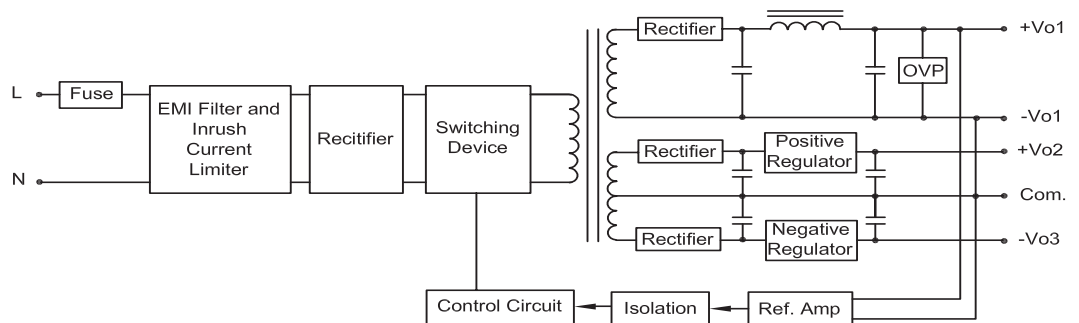 Rectifier
+Vo1
OVP
L
Fuse
EMI Filter and
Inrush
Current
Limiter
Recitifier
Switching
Device
-Vo1
Rectifier
Positive
Regulator
+Vo2
N
Com.
Rectifier
Negative
Regulator
-Vo3
Control Circuit
Isolation
Ref. Amp